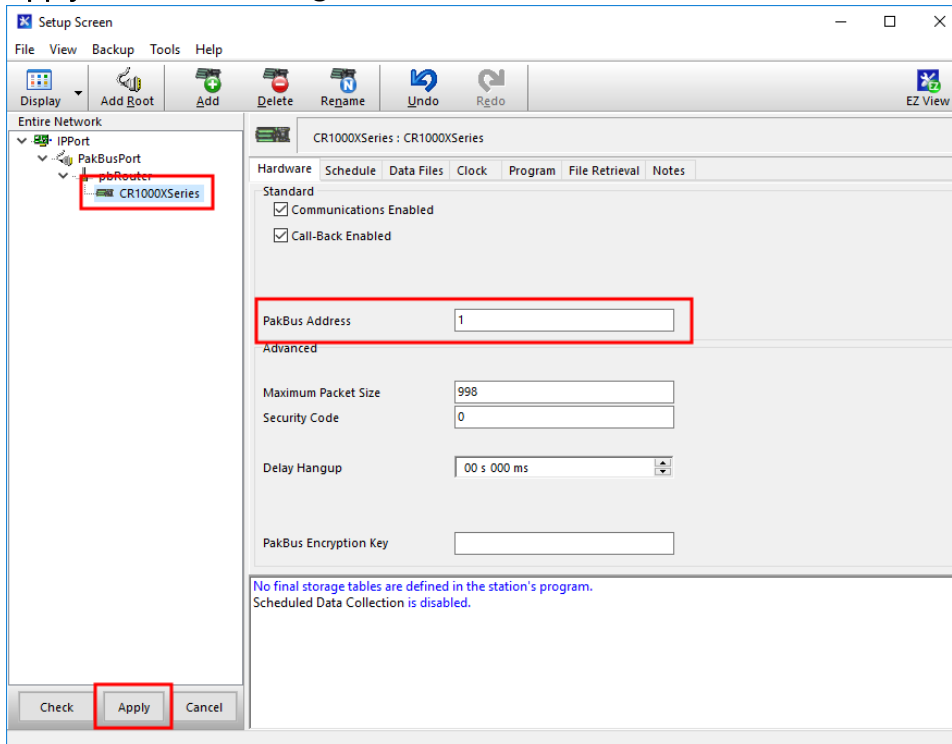 Setup Screen
File View Backup Tools Help
Display Add Root Add Delete Rename Undo Redo EZ View
Entire Network
IPPort
PakBusPort
pbRouter
CR1000XSeries
CR1000XSeries : CR1000XSeries
Hardware Schedule Data Files Clock Program File Retrieval Notes
Standard
Communications Enabled
Call-Back Enabled
PakBus Address 1
Advanced
Maximum Packet Size 998
Security Code 0
Delay Hangup 00 s 000 ms
PakBus Encryption Key
No final storage tables are defined in the station's program.
Scheduled Data Collection is disabled.
Check Apply Cancel